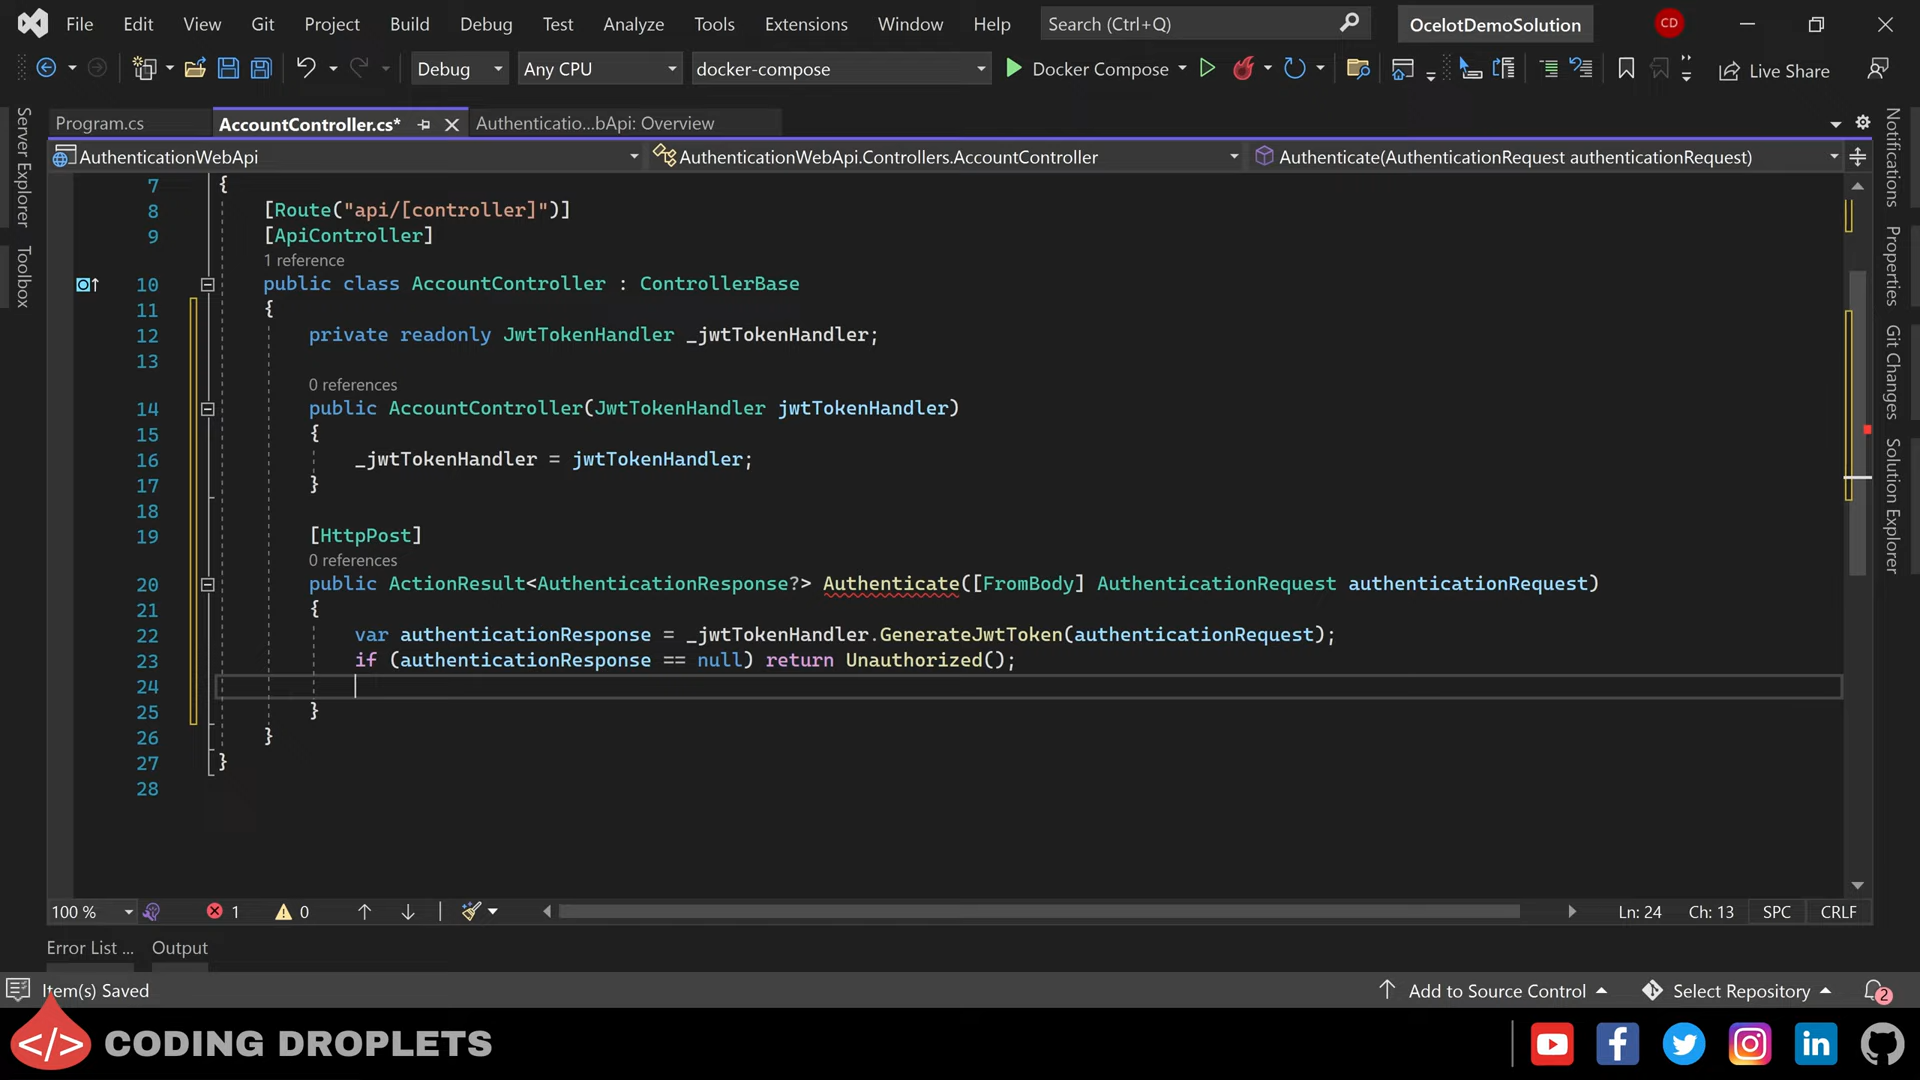 File Edit View Git Project Build Debug Test Analyze Tools Extensions Window Help Search (Ctrl+Q) OcelotDemoSolution CD
Debug Any CPU docker-compose Docker Compose Live Share
Program.cs AccountController.cs* Authenticatio...bApi: Overview
AuthenticationWebApi AuthenticationWebApi.Controllers.AccountController Authenticate(AuthenticationRequest authenticationRequest)
Server Explorer
Toolbox
7 {
8 [Route("api/[controller]")]
9 [ApiController]
1 reference
10 public class AccountController : ControllerBase
11 {
12 private readonly JwtTokenHandler _jwtTokenHandler;
13
0 references
14 public AccountController(JwtTokenHandler jwtTokenHandler)
15 {
16 _jwtTokenHandler = jwtTokenHandler;
17 }
18
19 [HttpPost]
0 references
20 public ActionResult<AuthenticationResponse?> Authenticate([FromBody] AuthenticationRequest authenticationRequest)
21 {
22 var authenticationResponse = _jwtTokenHandler.GenerateJwtToken(authenticationRequest);
23 if (authenticationResponse == null) return Unauthorized();
24
25 }
26 }
27 }
28
Notifications
Properties
Git Changes
Solution Explorer
100 % 1 0 Ln: 24 Ch: 13 SPC CRLF
Error List ... Output
Item(s) Saved Add to Source Control Select Repository 2
</> CODING DROPLETS